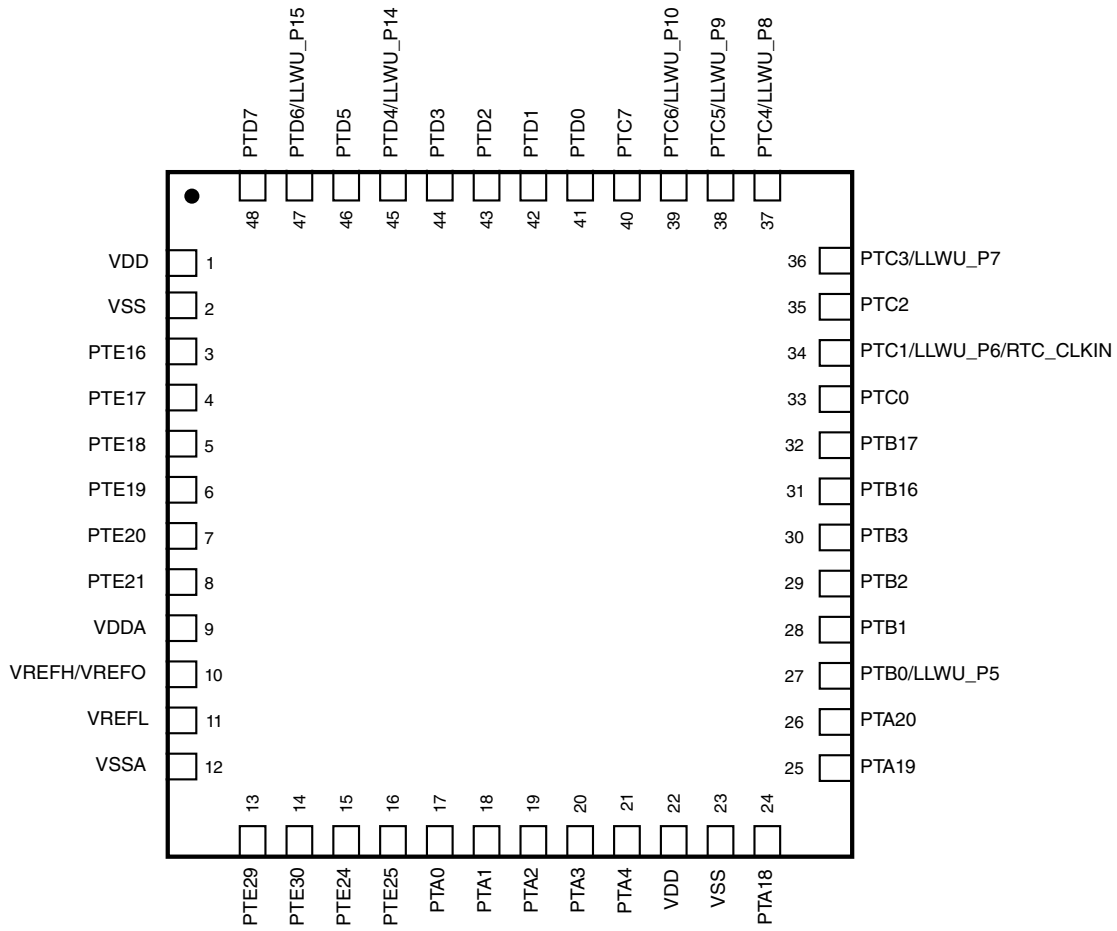 PTD7
PTD6/LLWU_P15
PTD5
PTD4/LLWU_P14
PTD3
PTD2
PTD1
PTD0
PTC7
PTC6/LLWU_P10
PTC5/LLWU_P9
PTC4/LLWU_P8
48
47
46
45
44
43
42
41
40
39
38
37
VDD 1
VSS 2
PTE16 3
PTE17 4
PTE18 5
PTE19 6
PTE20 7
PTE21 8
VDDA 9
VREFH/VREFO 10
VREFL 11
VSSA 12
36 PTC3/LLWU_P7
35 PTC2
34 PTC1/LLWU_P6/RTC_CLKIN
33 PTC0
32 PTB17
31 PTB16
30 PTB3
29 PTB2
28 PTB1
27 PTB0/LLWU_P5
26 PTA20
25 PTA19
13
14
15
16
17
18
19
20
21
22
23
24
PTE29
PTE30
PTE24
PTE25
PTA0
PTA1
PTA2
PTA3
PTA4
VDD
VSS
PTA18